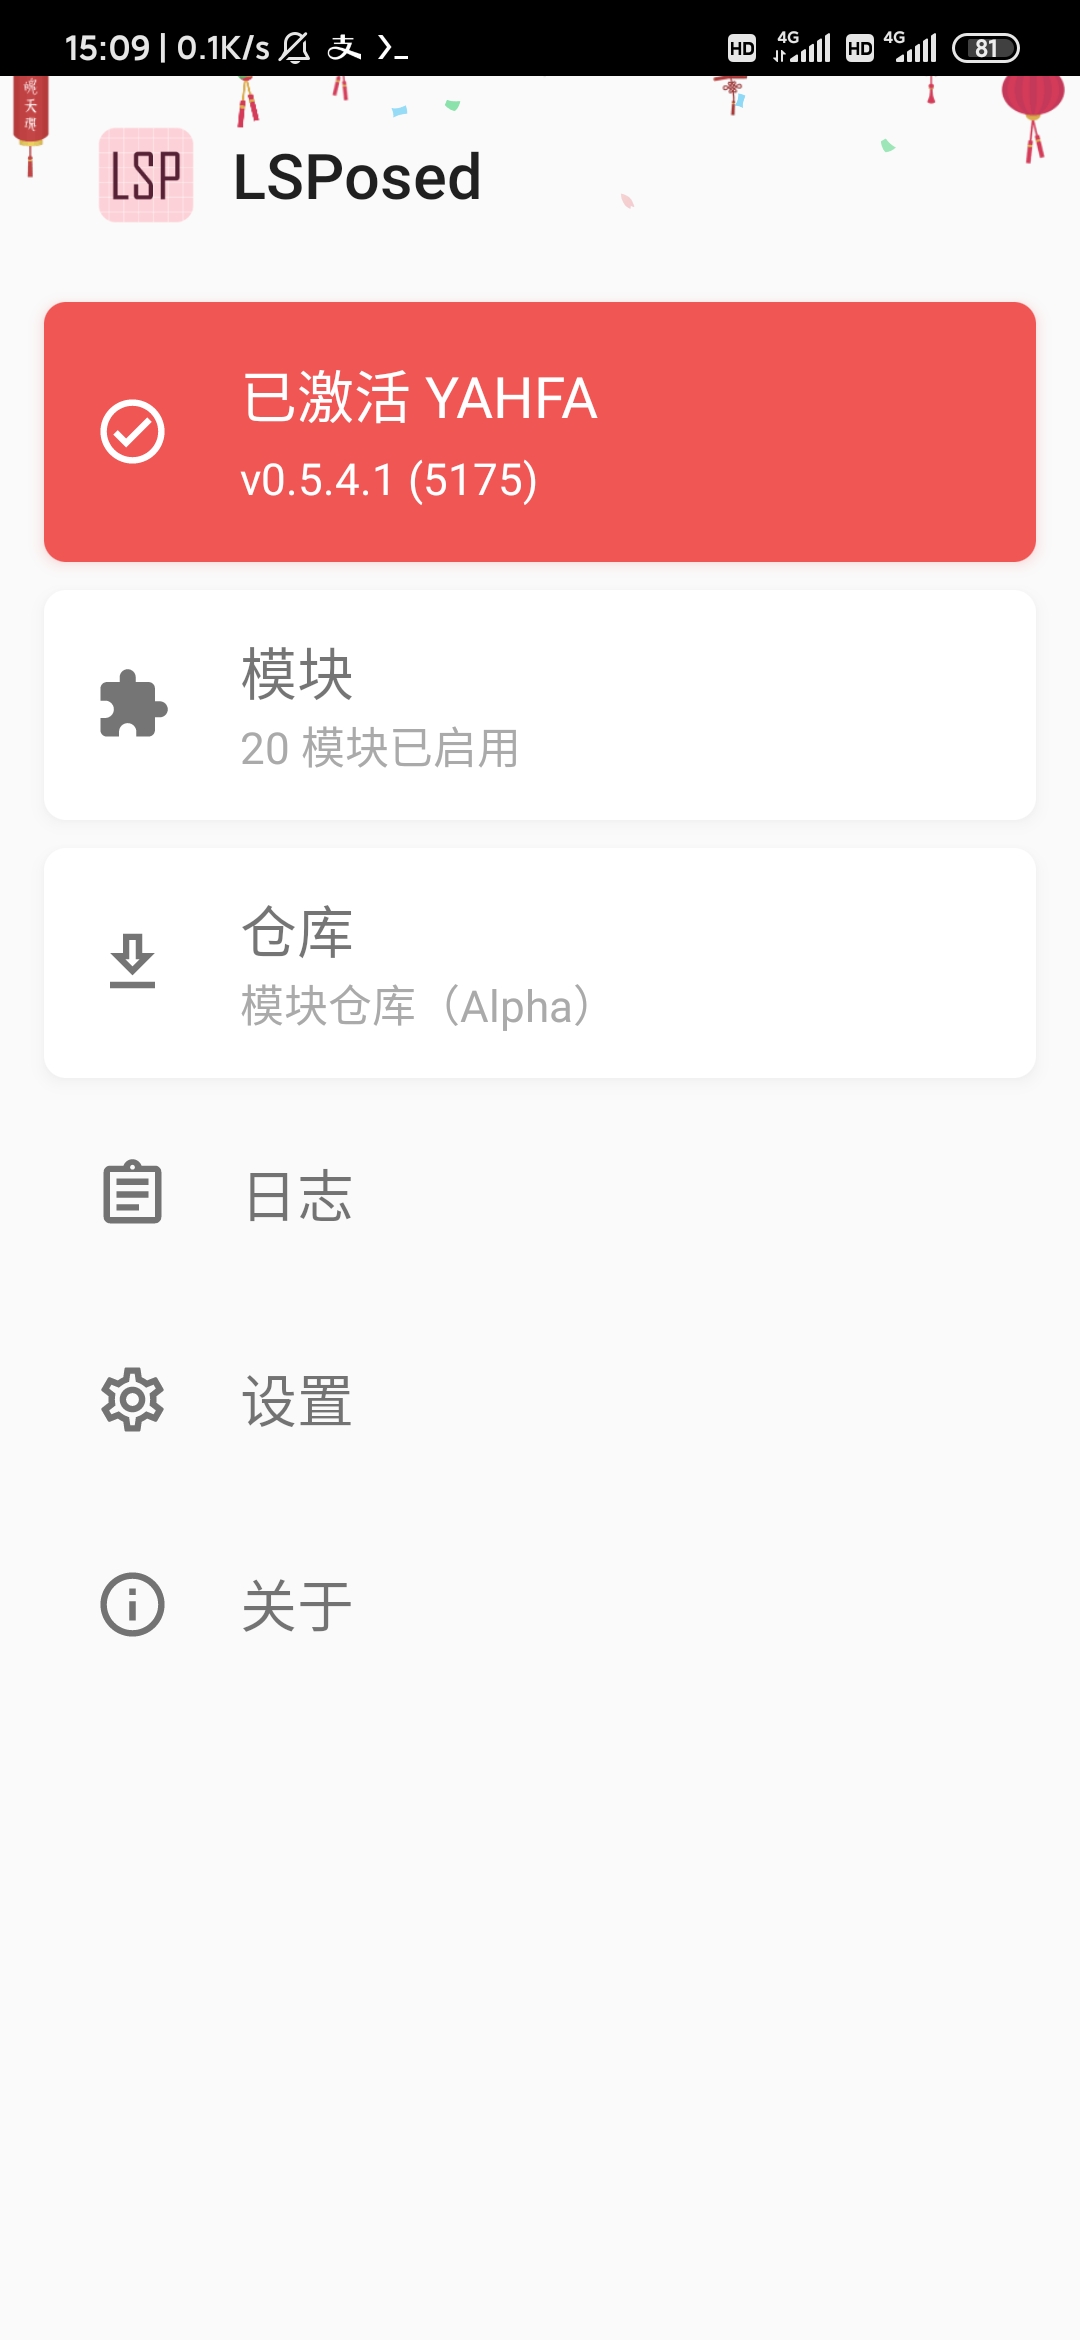 15:09 | 0.1K/s 支 >_ HD 4G HD 4G 81
LSP LSPosed
已激活 YAHFA
v0.5.4.1 (5175)
模块
20 模块已启用
仓库
模块仓库（Alpha）
日志
设置
关于